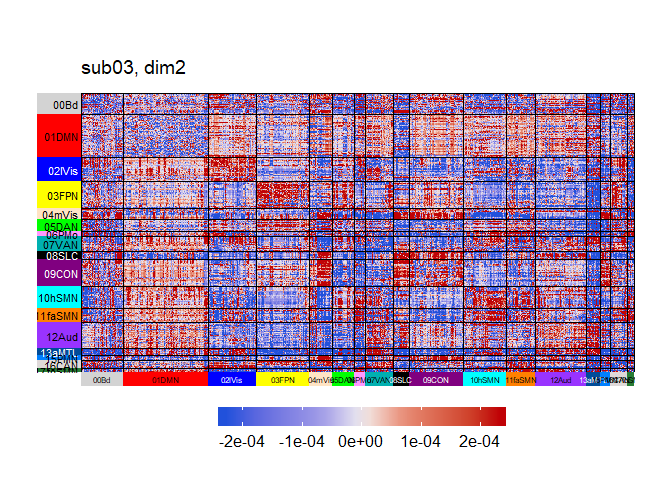 sub03, dim2
00Bd
01DMN
02lVis
03FPN
04mVis
05DAN
06PMo
07VAN
08SLC
09CON
10hSMN
11faSMN
12Aud
13aMTL
16CAN
00Bd
01DMN
02lVis
03FPN
04mVis
07VAN
08SLC
09CON
10hSMN
11faSMN
12Aud
-2e-04
-1e-04
0e+00
1e-04
2e-04